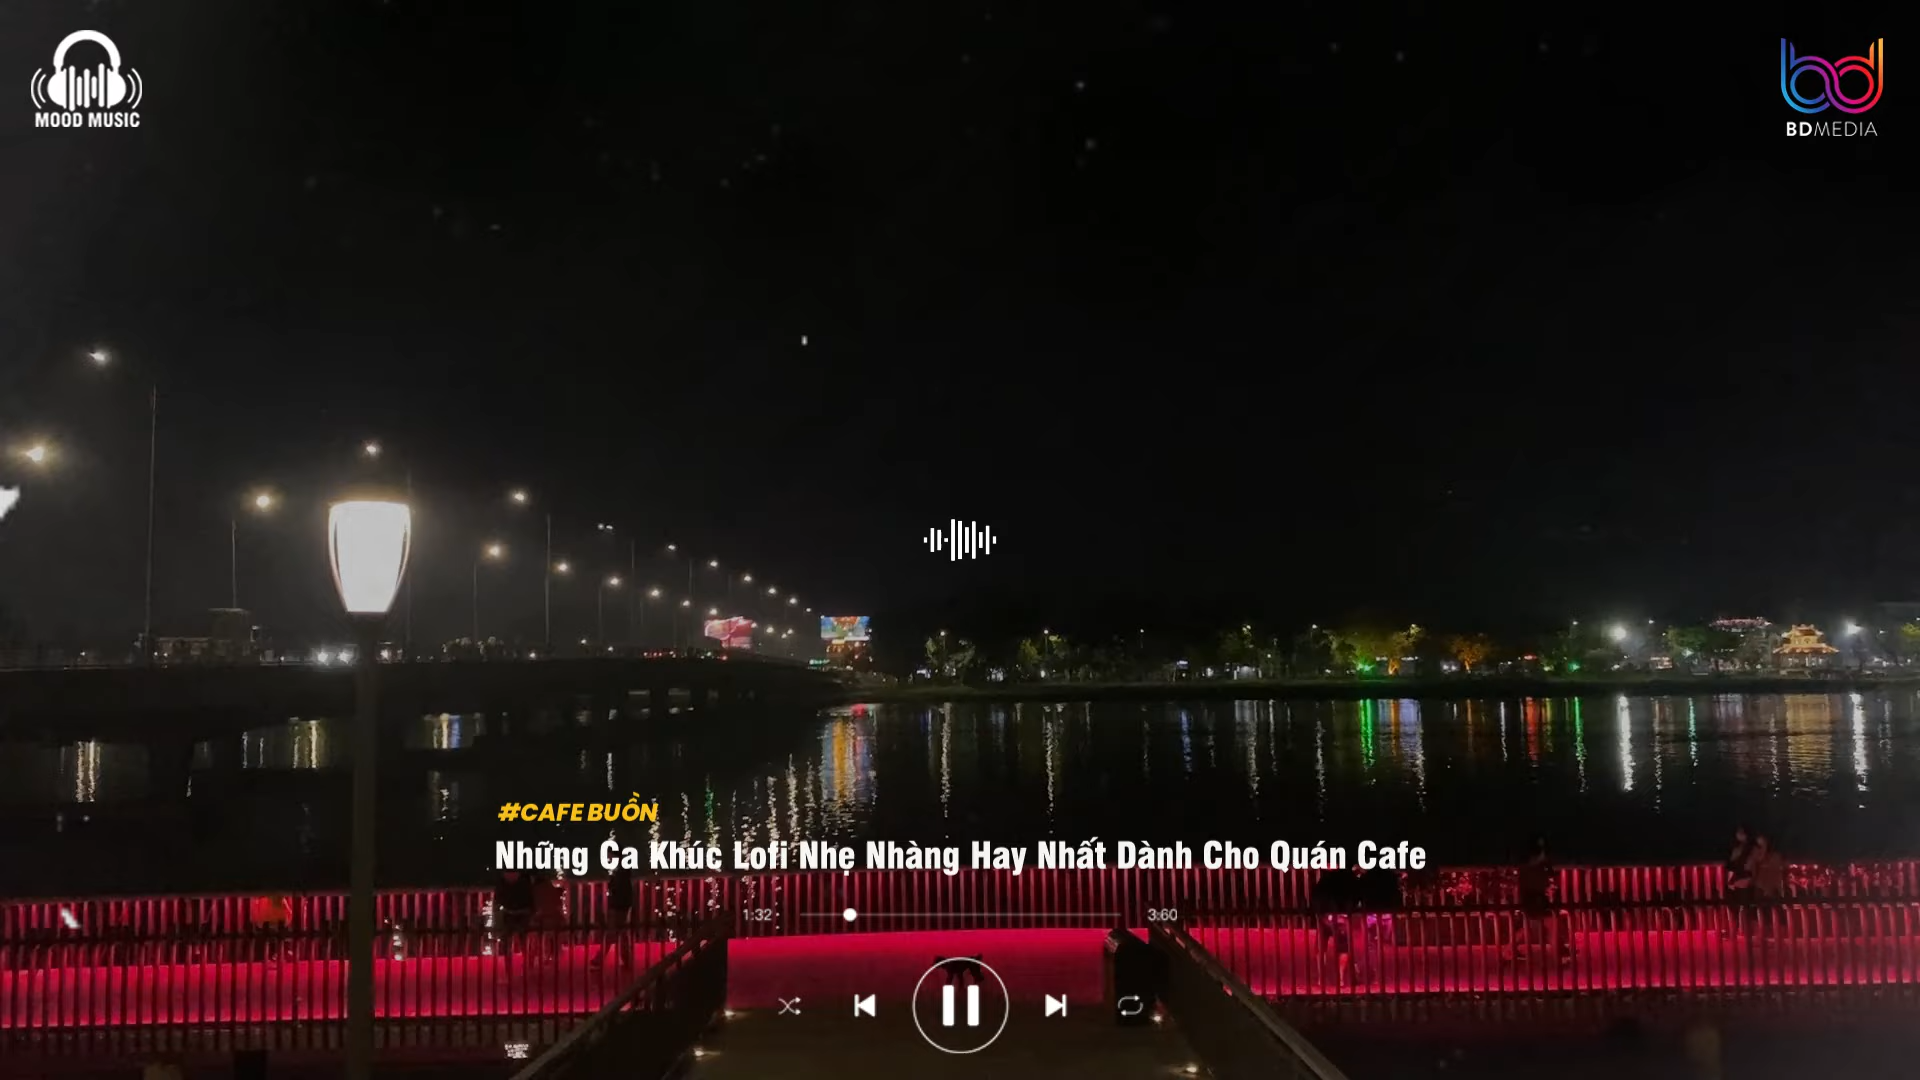 MOOD MUSIC
BDMEDIA
#CAFE BUỒN
Những Ca Khúc Lofi Nhẹ Nhàng Hay Nhất Dành Cho Quán Cafe
1:32
3:60